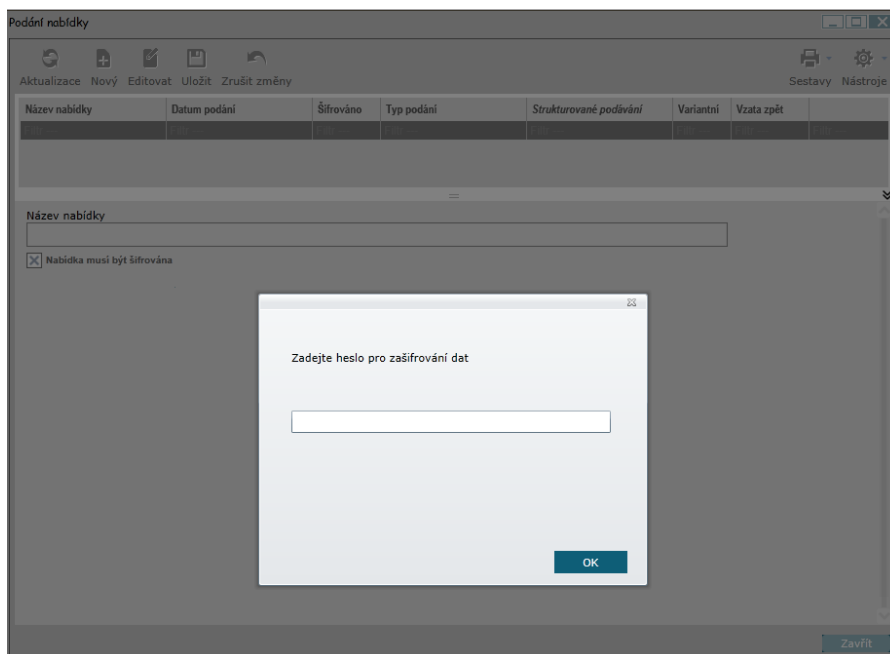 Podání nabídky
Aktualizace Nový Editovat Uložit Zrušit změny Sestavy Nástroje
Název nabídky Datum podání Šifrováno Typ podání Strukturované podávání Variantní Vzata zpět
Název nabídky
Nabídka musí být šifrována
Zadejte heslo pro zašifrování dat
OK
Zavřít